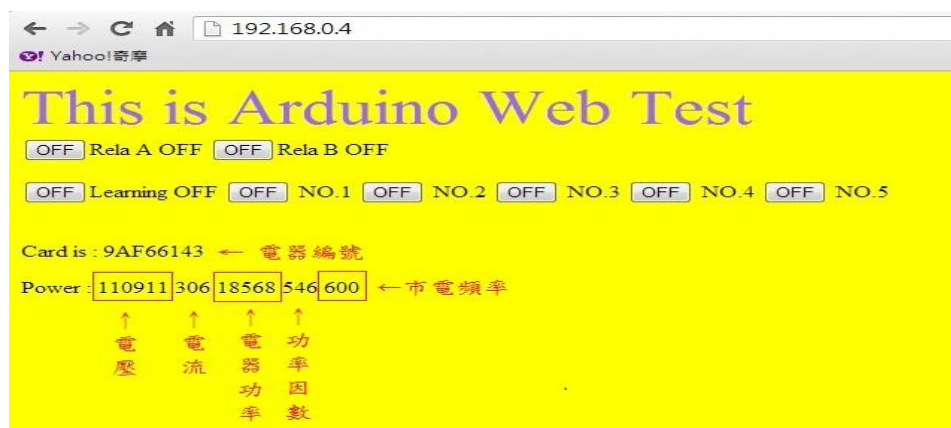 192.168.0.4
Yahoo!奇摩
This is Arduino Web Test
OFF Rela A OFF OFF Rela B OFF
OFF Learning OFF OFF NO.1 OFF NO.2 OFF NO.3 OFF NO.4 OFF NO.5
Card is : 9AF66143 ← 電器編號
Power : 110911 306 18568 546 600 ←市電頻率
↑ ↑ ↑ ↑
電壓
電流
電器功率
功率因數